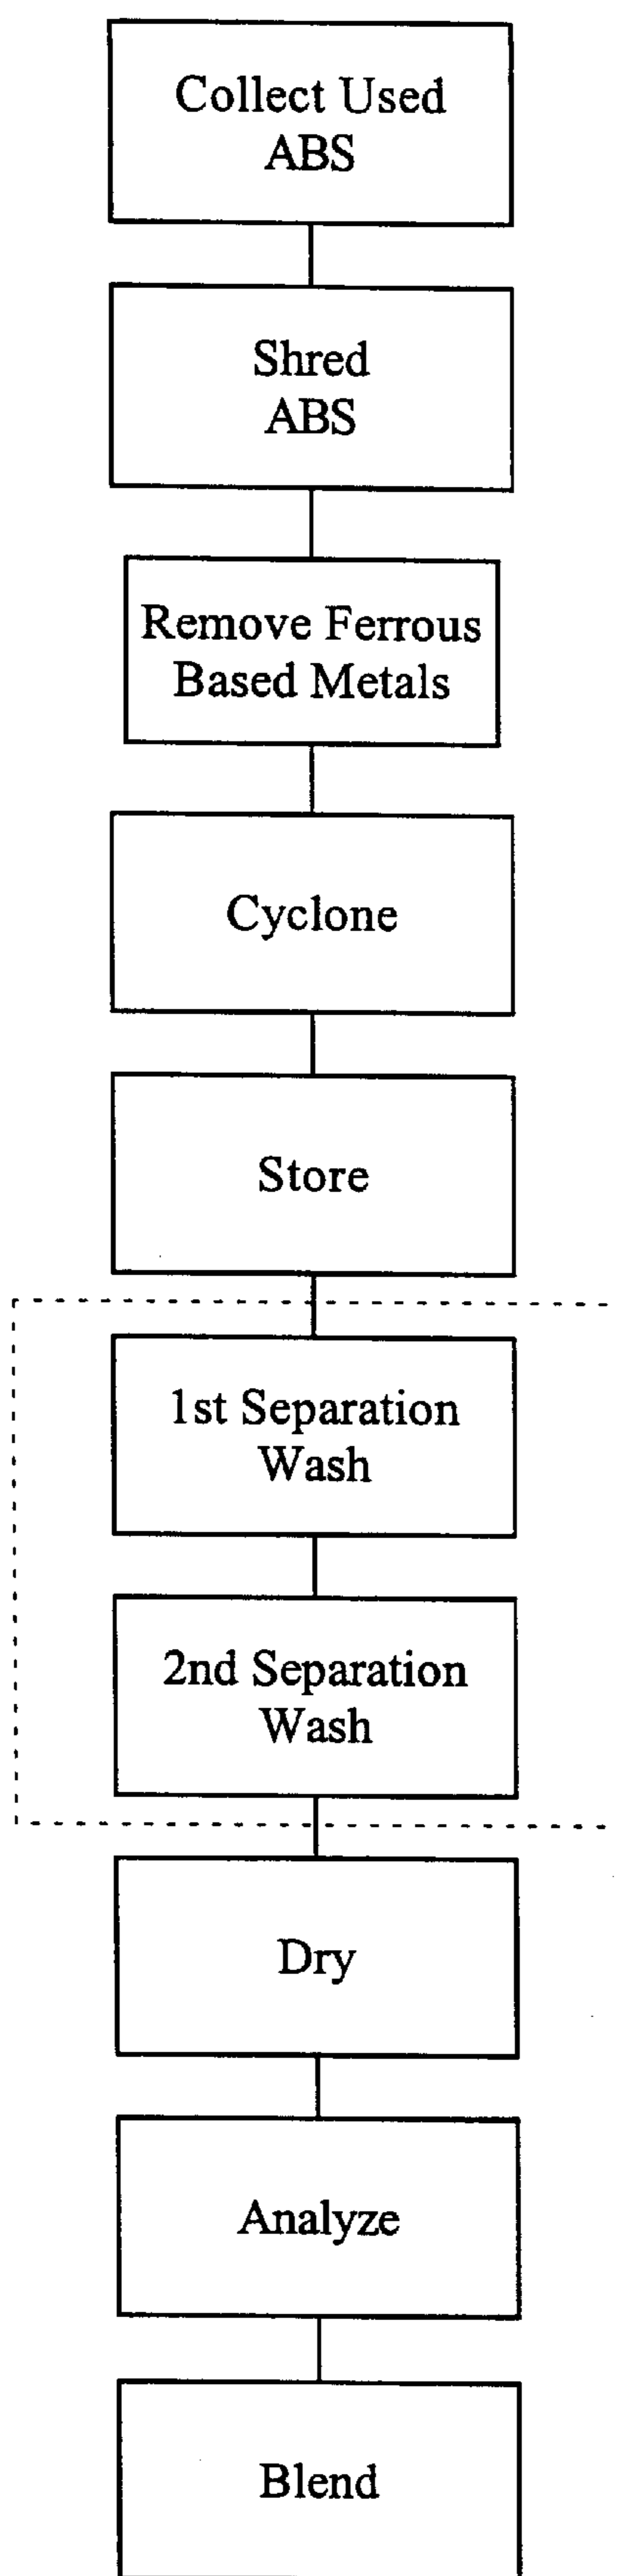 Collect Used
ABS
Shred
ABS
Remove Ferrous
Based Metals
Cyclone
Store
1st Separation
Wash
2nd Separation
Wash
Dry
Analyze
Blend